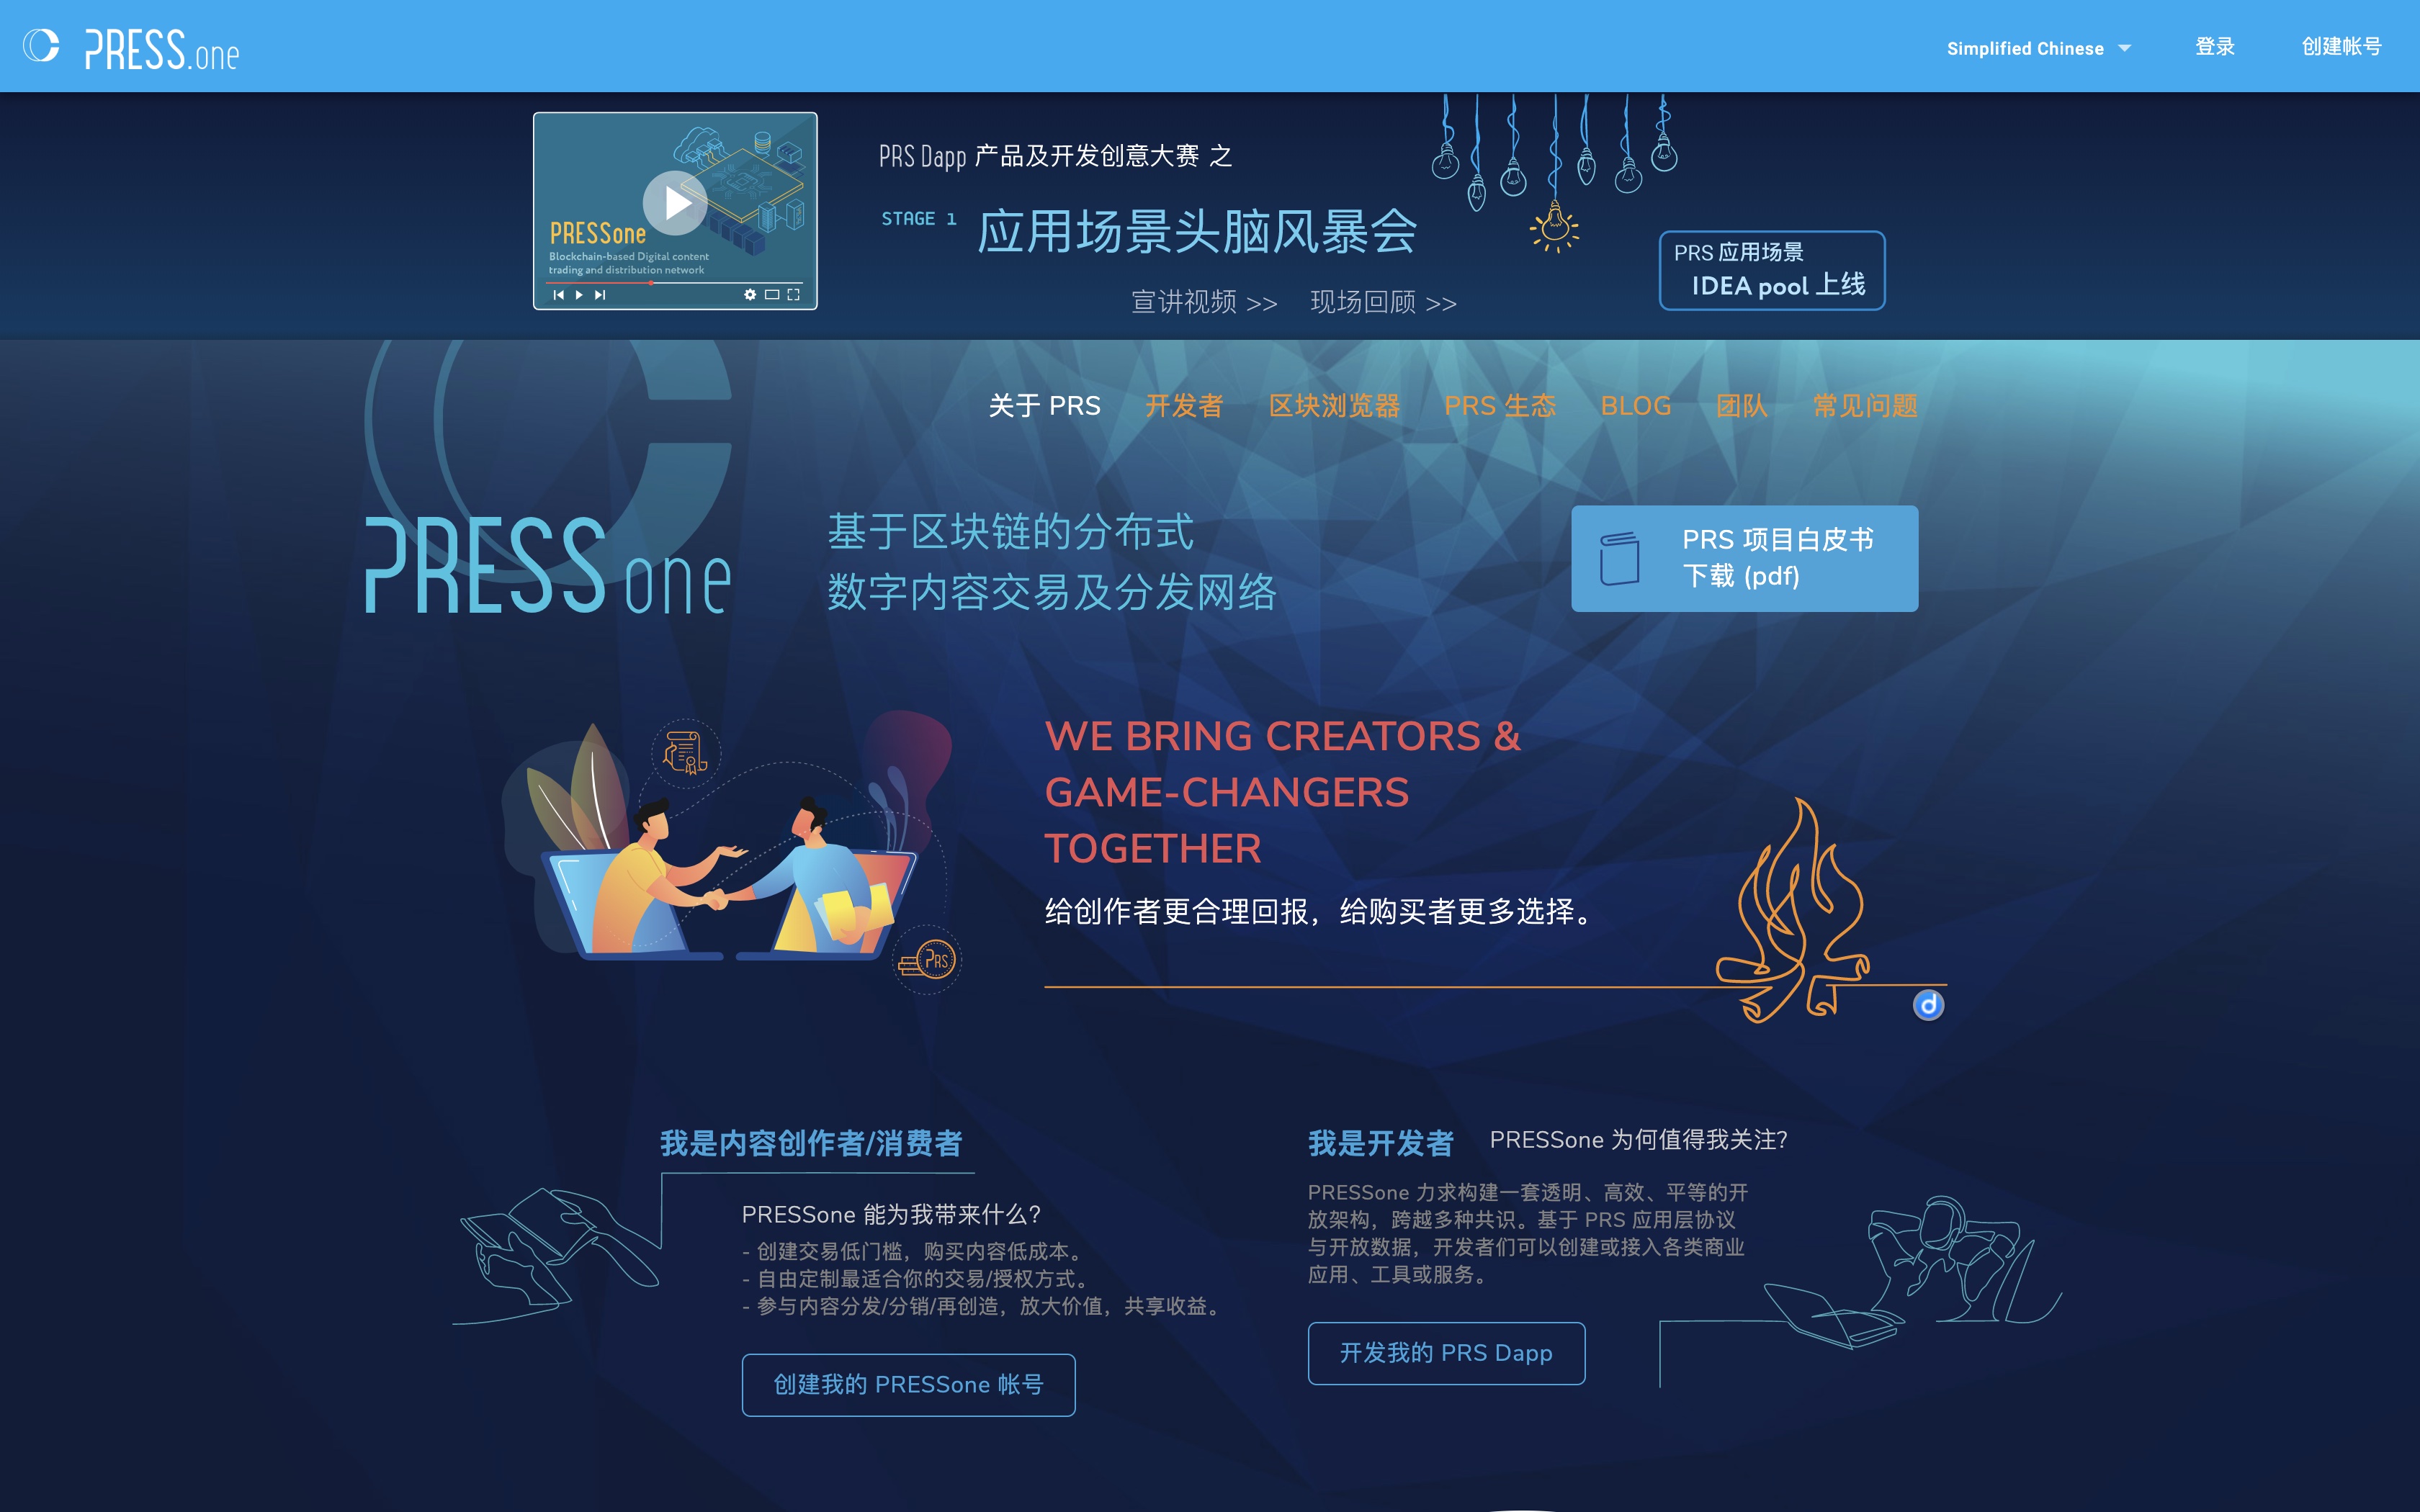 PRESS.one
Simplified Chinese
登录
创建帐号
PRESSone
Blockchain-based Digital content
trading and distribution network
PRS Dapp 产品及开发创意大赛 之
STAGE 1 应用场景头脑风暴会
宣讲视频 >> 现场回顾 >>
PRS 应用场景
IDEA pool 上线
关于 PRS 开发者 区块浏览器 PRS 生态 BLOG 团队 常见问题
PRESSone
基于区块链的分布式
数字内容交易及分发网络
PRS 项目白皮书
下载 (pdf)
WE BRING CREATORS &
GAME-CHANGERS
TOGETHER
给创作者更合理回报，给购买者更多选择。
PRS
d
我是内容创作者/消费者
PRESSone 能为我带来什么？
- 创建交易低门槛，购买内容低成本。
- 自由定制最适合你的交易/授权方式。
- 参与内容分发/分销/再创造，放大价值，共享收益。
创建我的 PRESSone 帐号
我是开发者 PRESSone 为何值得我关注？
PRESSone 力求构建一套透明、高效、平等的开
放架构，跨越多种共识。基于 PRS 应用层协议
与开放数据，开发者们可以创建或接入各类商业
应用、工具或服务。
开发我的 PRS Dapp